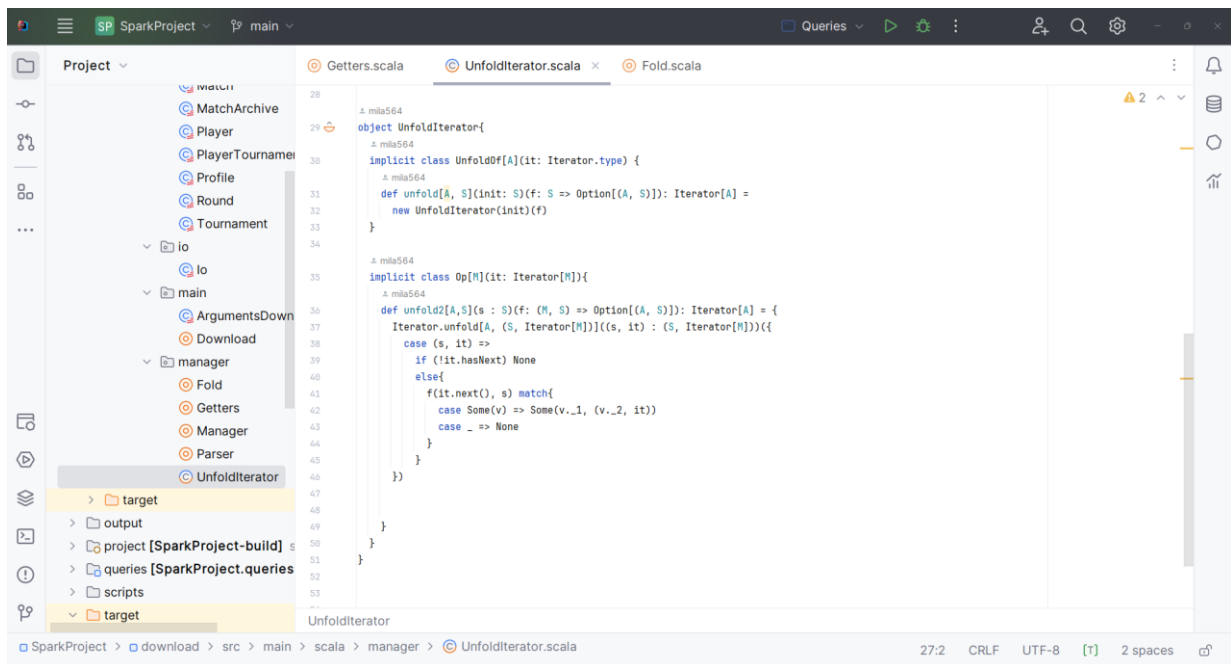 SP SparkProject main Queries
Project
Getters.scala UnfoldIterator.scala × Fold.scala
Match
MatchArchive
Player
PlayerTournamen
Profile
Round
Tournament
io
Io
main
ArgumentsDown
Download
manager
Fold
Getters
Manager
Parser
UnfoldIterator
target
output
project [SparkProject-build] s
queries [SparkProject.queries
scripts
target
28
2
mila564
29 object UnfoldIterator{
mila564
30 implicit class UnfoldOf[A](it: Iterator.type) {
mila564
31 def unfold[A, S](init: S)(f: S => Option[(A, S)]): Iterator[A] =
32 new UnfoldIterator(init)(f)
33 }
34
mila564
35 implicit class Op[M](it: Iterator[M]){
mila564
36 def unfold2[A,S](s : S)(f: (M, S) => Option[(A, S)]): Iterator[A] = {
37 Iterator.unfold[A, (S, Iterator[M])]((s, it) : (S, Iterator[M]))({
38 case (s, it) =>
39 if (!it.hasNext) None
40 else{
41 f(it.next(), s) match{
42 case Some(v) => Some(v._1, (v._2, it))
43 case _ => None
44 }
45 }
46 })
47
48
49 }
50 }
51 }
52
53
UnfoldIterator
SparkProject > download > src > main > scala > manager > UnfoldIterator.scala 27:2 CRLF UTF-8 [T] 2 spaces